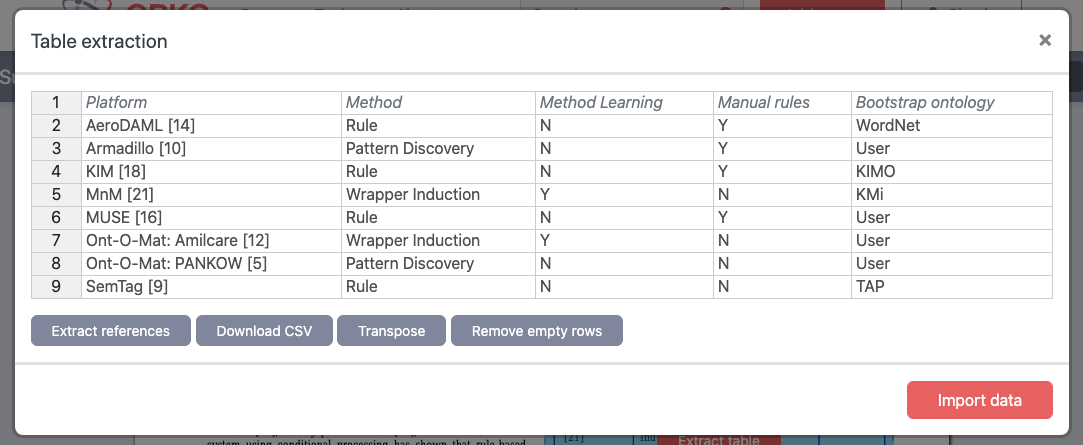 Table extraction ×
1 Platform Method Method Learning Manual rules Bootstrap ontology
2 AeroDAML [14] Rule N Y WordNet
3 Armadillo [10] Pattern Discovery N Y User
4 KIM [18] Rule N Y KIMO
5 MnM [21] Wrapper Induction Y N KMi
6 MUSE [16] Rule N Y User
7 Ont-O-Mat: Amilcare [12] Wrapper Induction Y N User
8 Ont-O-Mat: PANKOW [5] Pattern Discovery N N User
9 SemTag [9] Rule N N TAP
Extract references Download CSV Transpose Remove empty rows
Import data
[21] Extract table
system using conditional processing has shown that rule-based